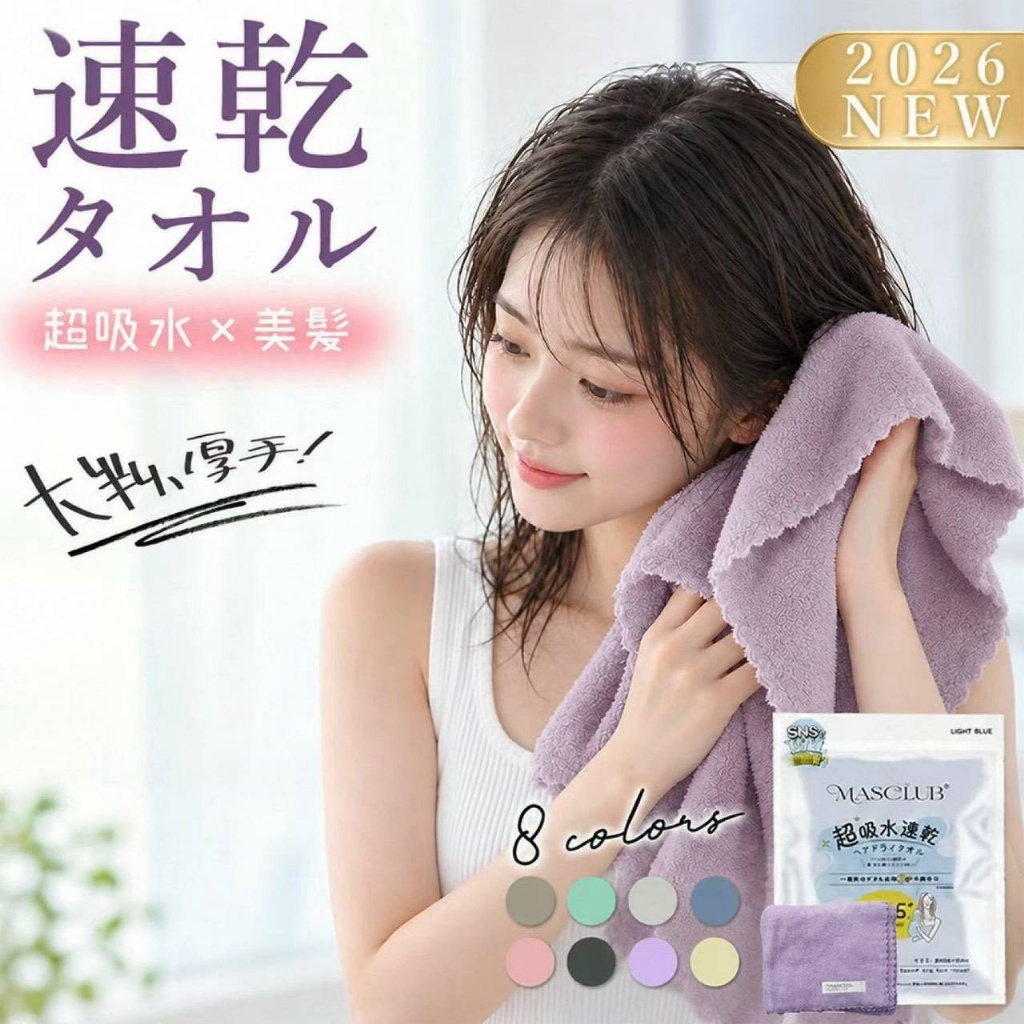 速乾
タオル
超吸水×美髪
大判、厚手!
2026
NEW
8 colors
SNS
LIGHT BLUE
MASCLUB®
超吸水速乾
ヘアドライタオル
MASCLUB